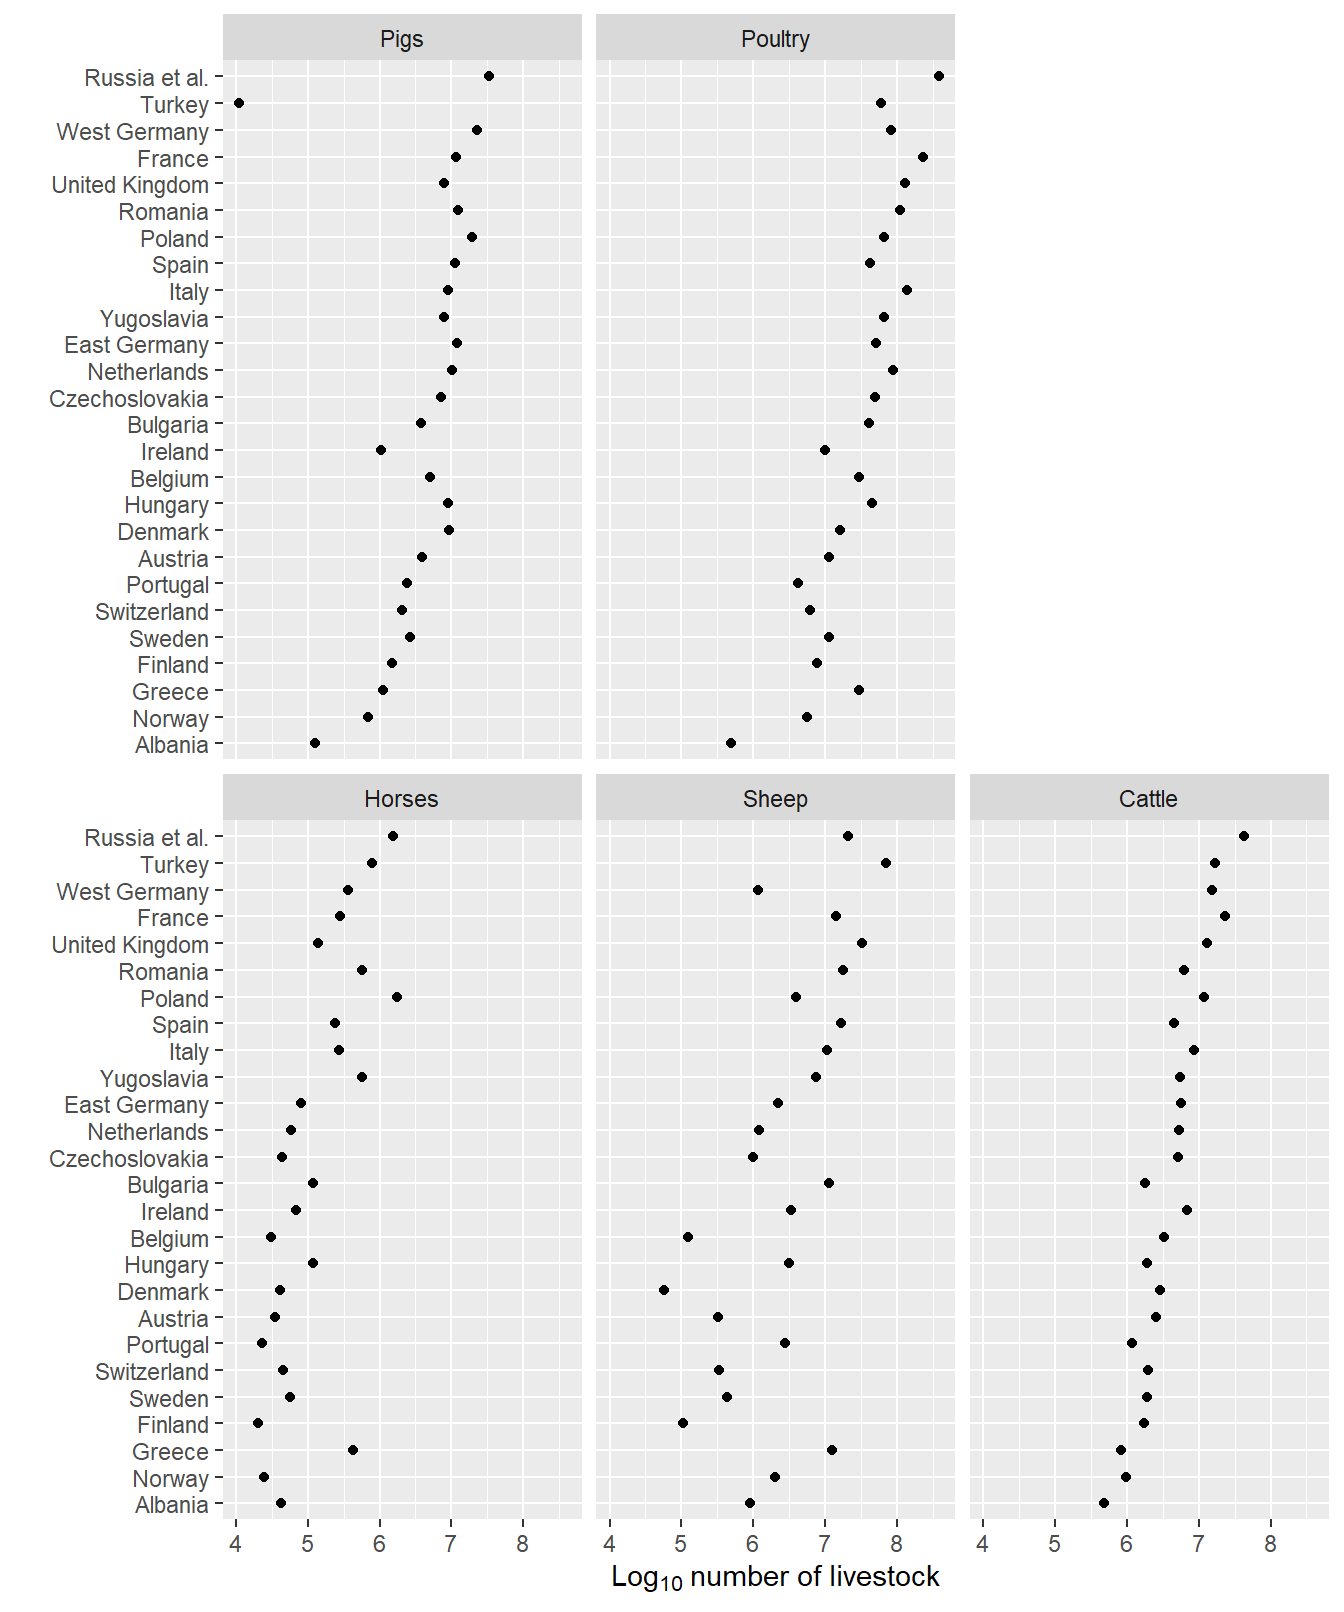 Pigs
Poultry
Russia et al.
Turkey
West Germany
France
United Kingdom
Romania
Poland
Spain
Italy
Yugoslavia
East Germany
Netherlands
Czechoslovakia
Bulgaria
Ireland
Belgium
Hungary
Denmark
Austria
Portugal
Switzerland
Sweden
Finland
Greece
Norway
Albania
Horses
Sheep
Cattle
Russia et al.
Turkey
West Germany
France
United Kingdom
Romania
Poland
Spain
Italy
Yugoslavia
East Germany
Netherlands
Czechoslovakia
Bulgaria
Ireland
Belgium
Hungary
Denmark
Austria
Portugal
Switzerland
Sweden
Finland
Greece
Norway
Albania
4 5 6 7 8
4 5 6 7 8
4 5 6 7 8
Log10 number of livestock